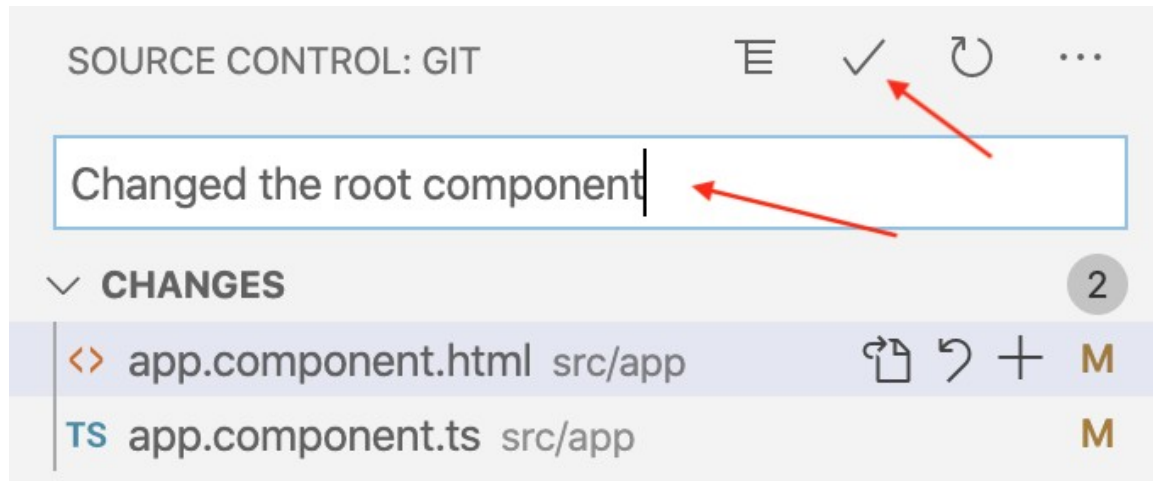 SOURCE CONTROL: GIT
Changed the root component
CHANGES 2
<> app.component.html src/app M
TS app.component.ts src/app M